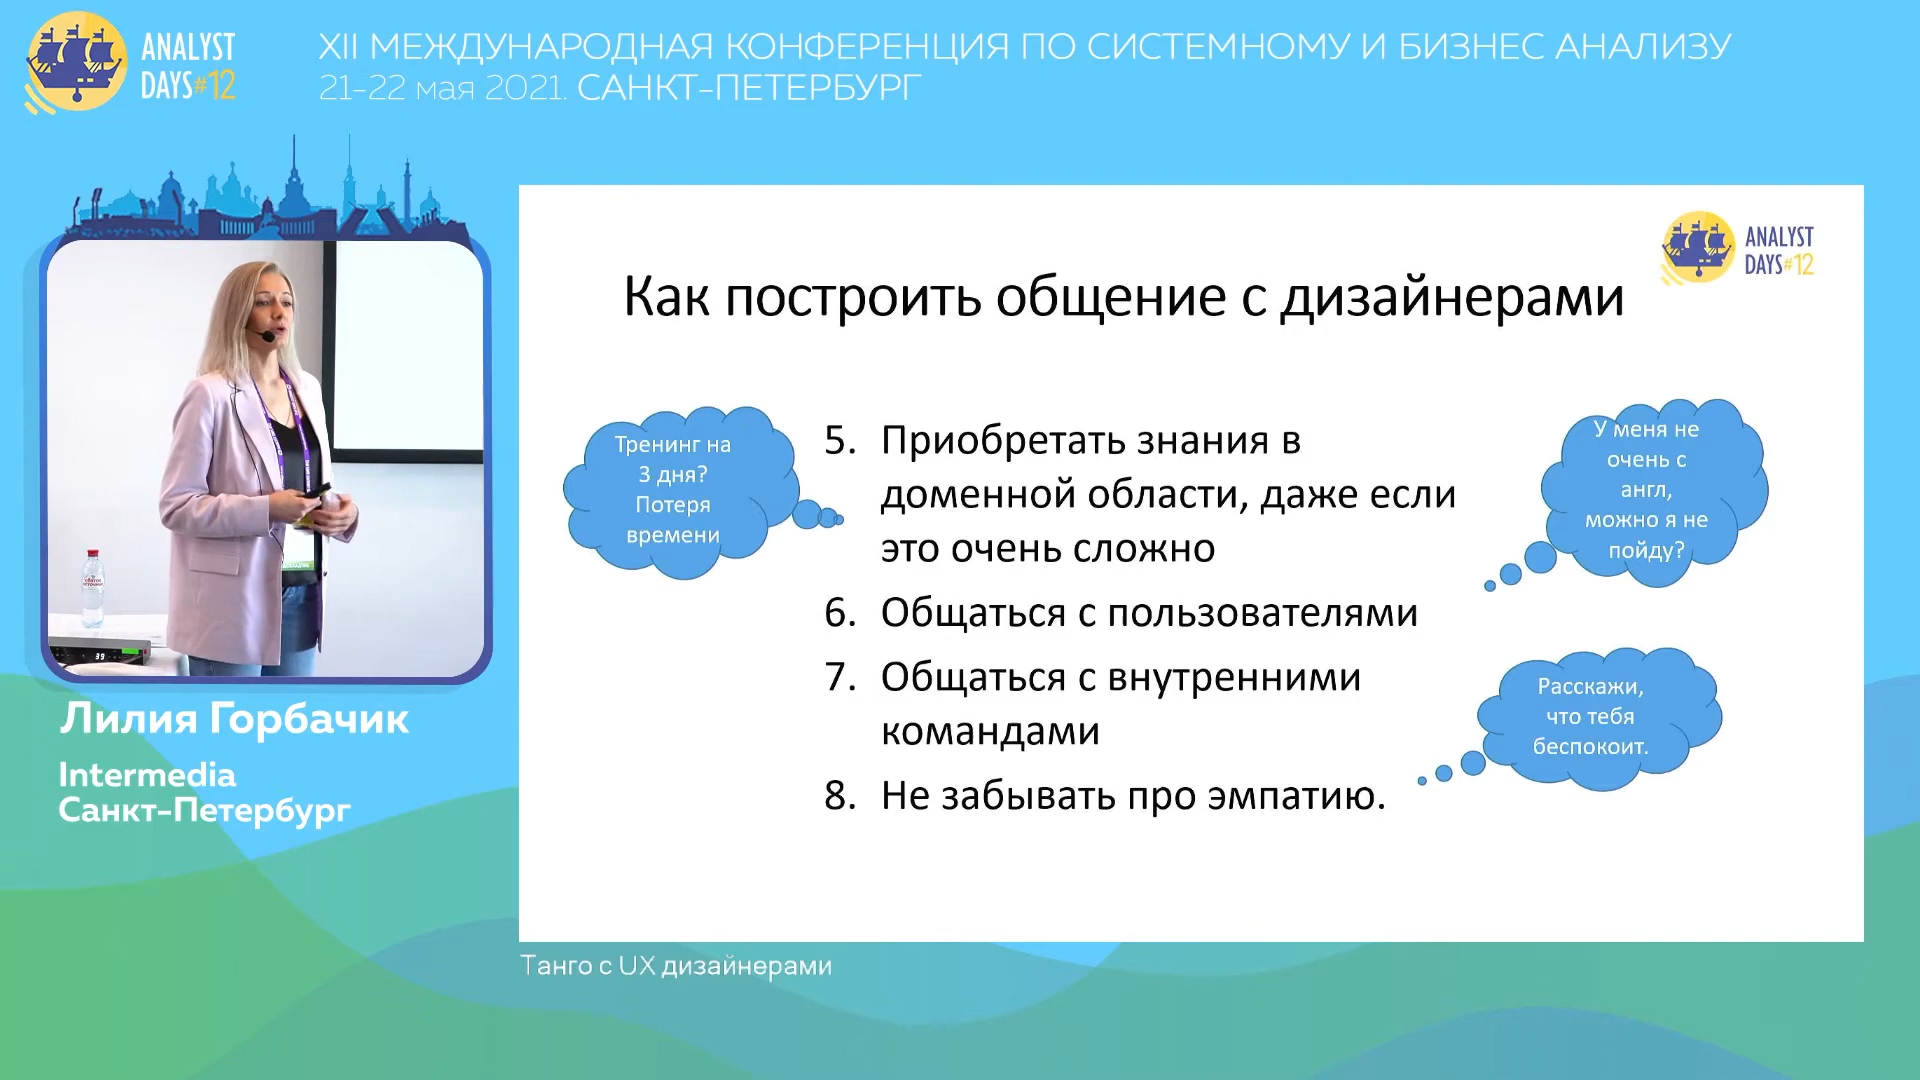 ANALYST
DAYS#12
XII МЕЖДУНАРОДНАЯ КОНФЕРЕНЦИЯ ПО СИСТЕМНОМУ И БИЗНЕС АНАЛИЗУ
21-22 мая 2021. САНКТ-ПЕТЕРБУРГ
ANALYST
DAYS#12
Как построить общение с дизайнерами
Тренинг на
3 дня?
Потеря
времени
5. Приобретать знания в
доменной области, даже если
это очень сложно
6. Общаться с пользователями
7. Общаться с внутренними
командами
8. Не забывать про эмпатию.
У меня не
очень с
англ,
можно я не
пойду?
Расскажи,
что тебя
беспокоит.
39
Лилия Горбачик
Intermedia
Санкт-Петербург
Танго с UX дизайнерами